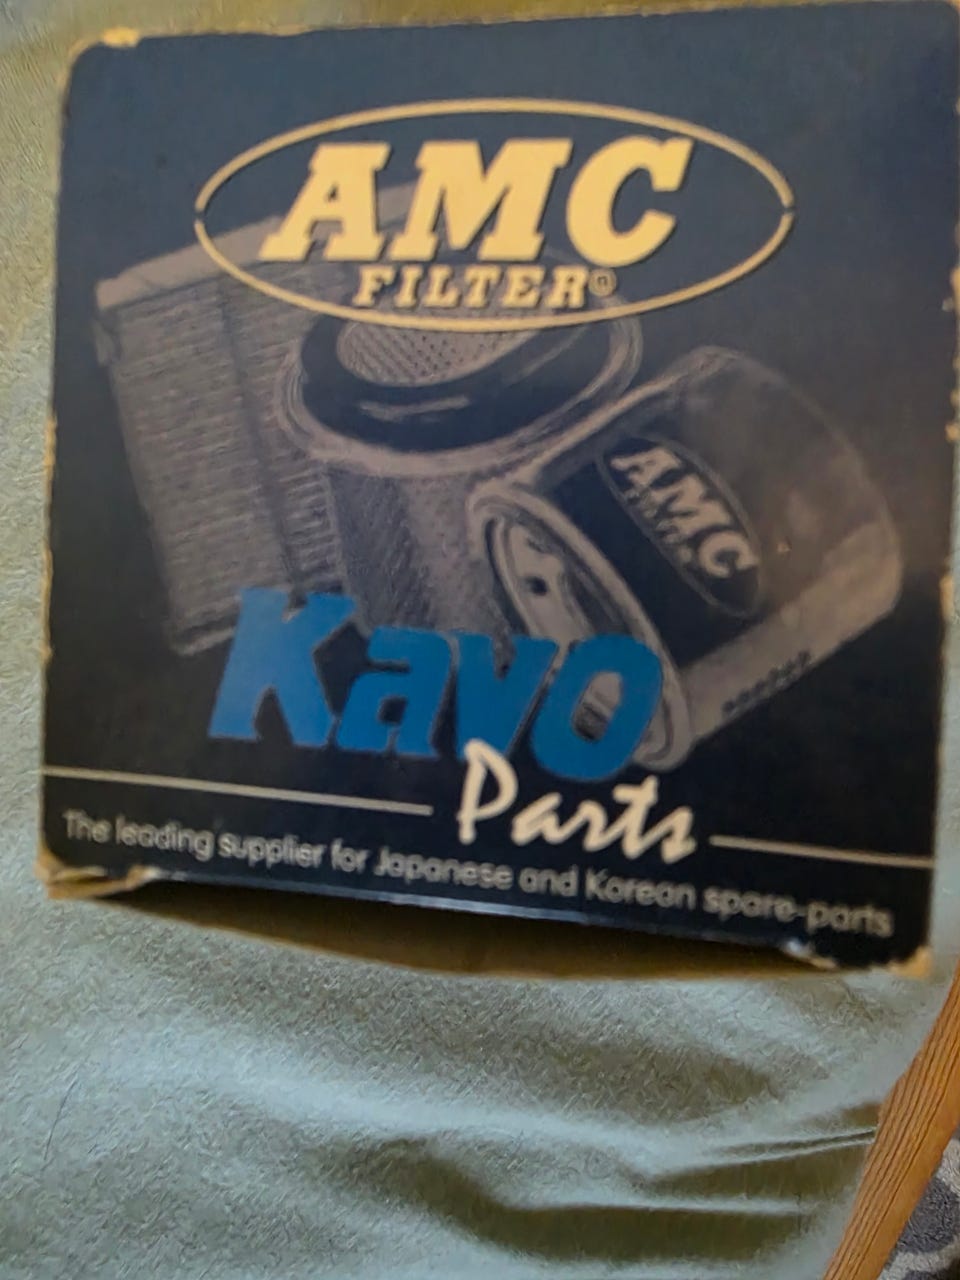 AMC
FILTER®
AMC
Kavo
Parts
The leading supplier for Japanese and Korean spare-parts